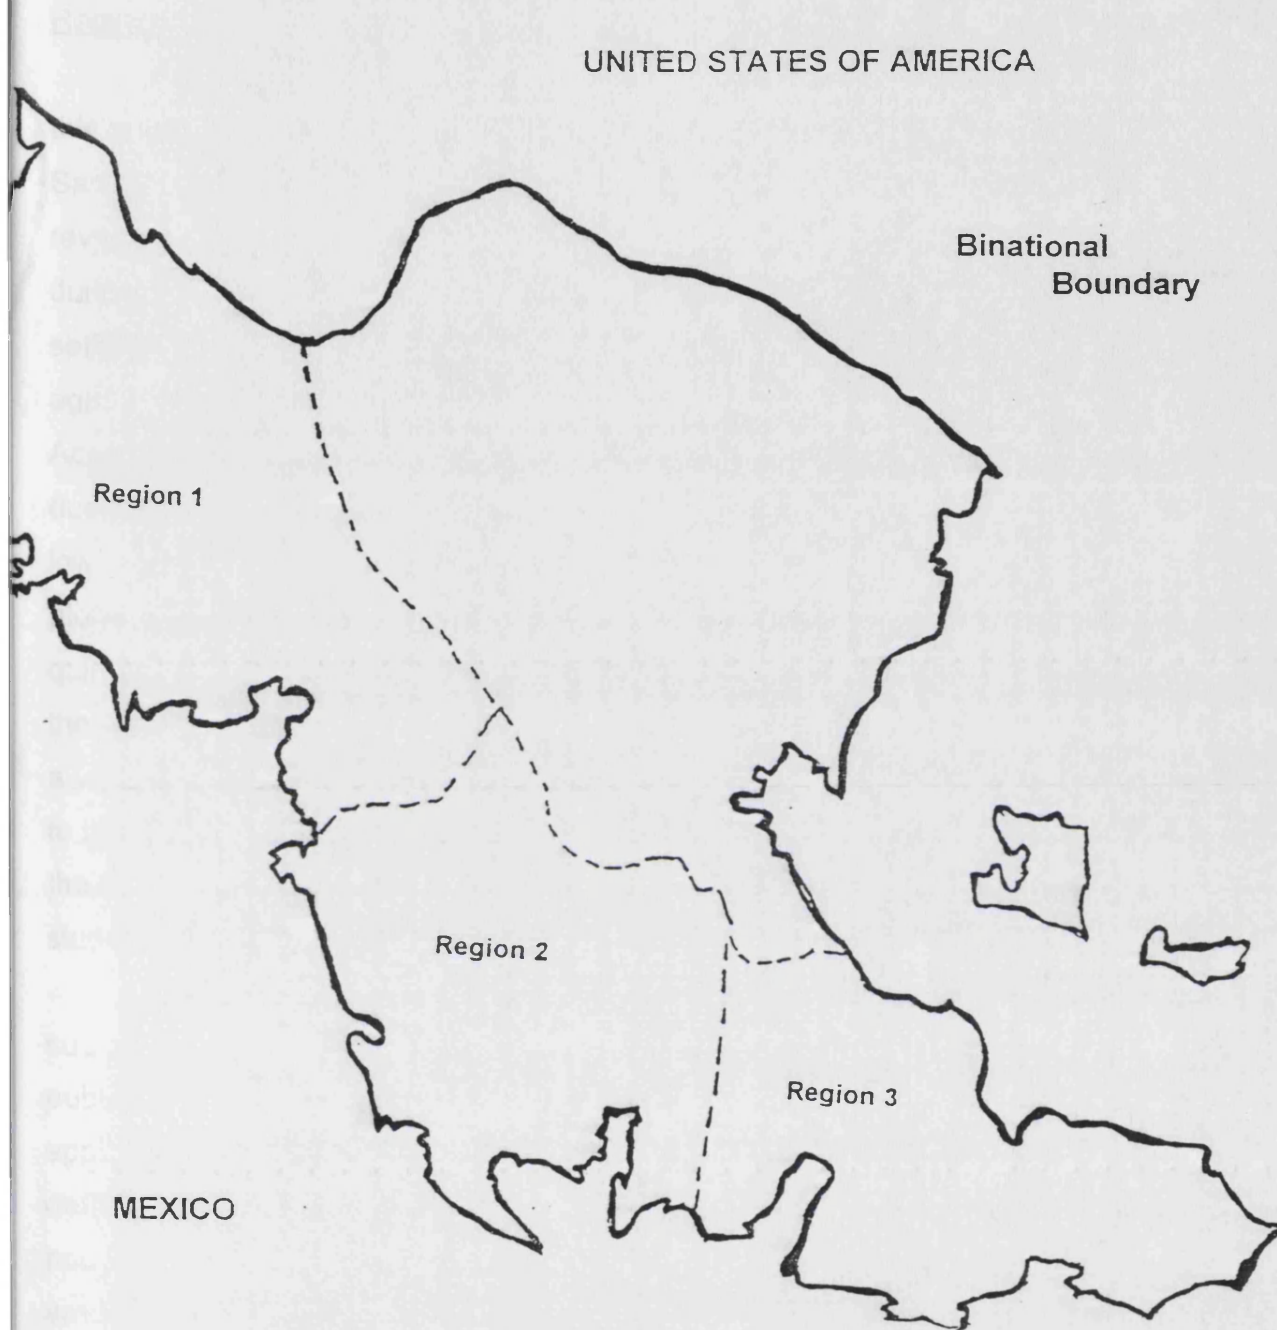 UNITED STATES OF AMERICA
Binational
Boundary
Region 1
Region 2
Region 3
MEXICO